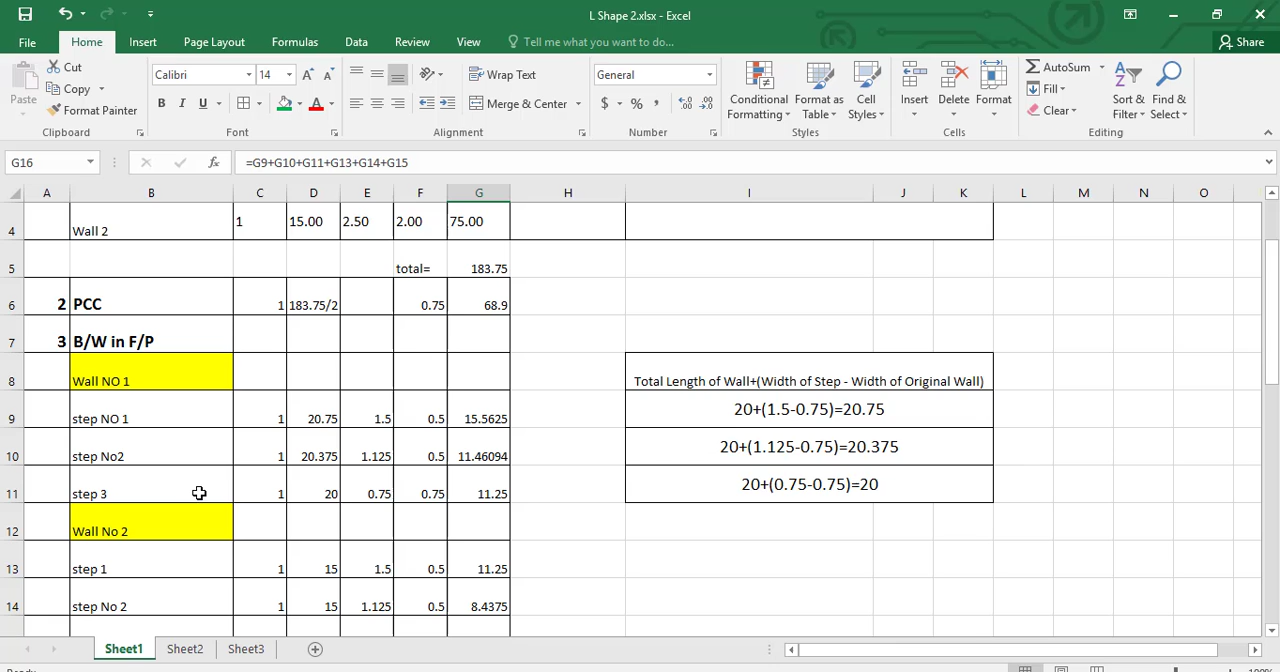 L Shape 2.xlsx - Excel
File Home Insert Page Layout Formulas Data Review View Tell me what you want to do... Share
Paste
Cut
Copy
Format Painter
Clipboard
Calibri 14
B I U
Font
Wrap Text
Merge & Center
Alignment
General
$ % ,
Number
Conditional Formatting
Format as Table
Cell Styles
Styles
Insert
Delete
Format
Cells
AutoSum
Fill
Clear
Sort & Filter
Find & Select
Editing
G16 fx =G9+G10+G11+G13+G14+G15
A B C D E F G H I J K L M N O
4 Wall 2 1 15.00 2.50 2.00 75.00
5 total= 183.75
6 2 PCC 1 183.75/2 0.75 68.9
7 3 B/W in F/P
8 Wall NO 1 Total Length of Wall+(Width of Step - Width of Original Wall)
9 step NO 1 1 20.75 1.5 0.5 15.5625 20+(1.5-0.75)=20.75
10 step No2 1 20.375 1.125 0.5 11.46094 20+(1.125-0.75)=20.375
11 step 3 1 20 0.75 0.75 11.25 20+(0.75-0.75)=20
12 Wall No 2
13 step 1 1 15 1.5 0.5 11.25
14 step No 2 1 15 1.125 0.5 8.4375
Sheet1 Sheet2 Sheet3